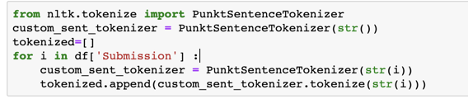 from nltk.tokenize import PunktSentenceTokenizer
custom_sent_tokenizer = PunktSentenceTokenizer(str())
tokenized=[]
for i in df['Submission'] :
    custom_sent_tokenizer = PunktSentenceTokenizer(str(i))
    tokenized.append(custom_sent_tokenizer.tokenize(str(i)))